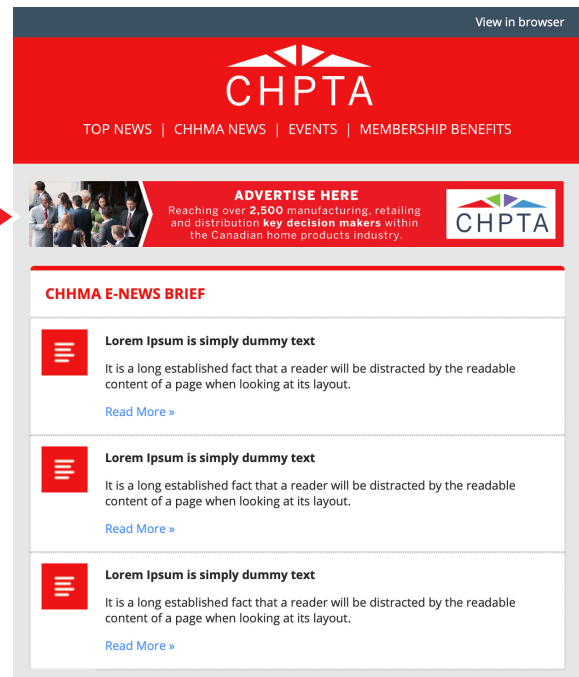 View in browser
CHPTA
TOP NEWS | CHHMA NEWS | EVENTS | MEMBERSHIP BENEFITS
ADVERTISE HERE
Reaching over 2,500 manufacturing, retailing
and distribution key decision makers within
the Canadian home products industry.
CHPTA
CHHMA E-NEWS BRIEF
Lorem Ipsum is simply dummy text
It is a long established fact that a reader will be distracted by the readable
content of a page when looking at its layout.
Read More »
Lorem Ipsum is simply dummy text
It is a long established fact that a reader will be distracted by the readable
content of a page when looking at its layout.
Read More »
Lorem Ipsum is simply dummy text
It is a long established fact that a reader will be distracted by the readable
content of a page when looking at its layout.
Read More »